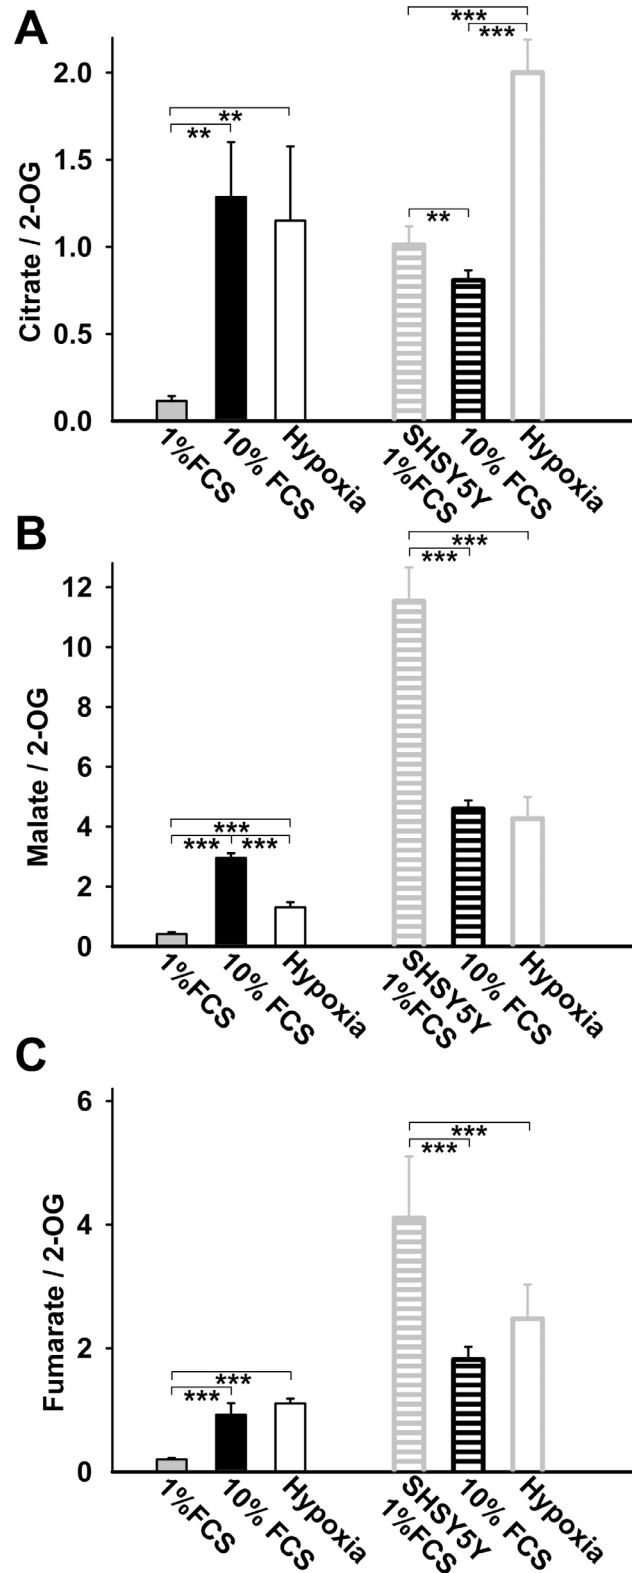 A
***
***
2.0
**
**
1.5
**
1.0
0.5
0.0
Citrate / 2-OG
1%FCS
10% FCS
Hypoxia
SHSY5Y
1%FCS
10% FCS
Hypoxia
B
***
***
12
10
8
6
4
***
***
***
2
0
Malate / 2-OG
1%FCS
10% FCS
Hypoxia
SHSY5Y
1%FCS
10% FCS
Hypoxia
C
6
***
***
4
2
***
***
0
Fumarate / 2-OG
1%FCS
10% FCS
Hypoxia
SHSY5Y
1%FCS
10% FCS
Hypoxia